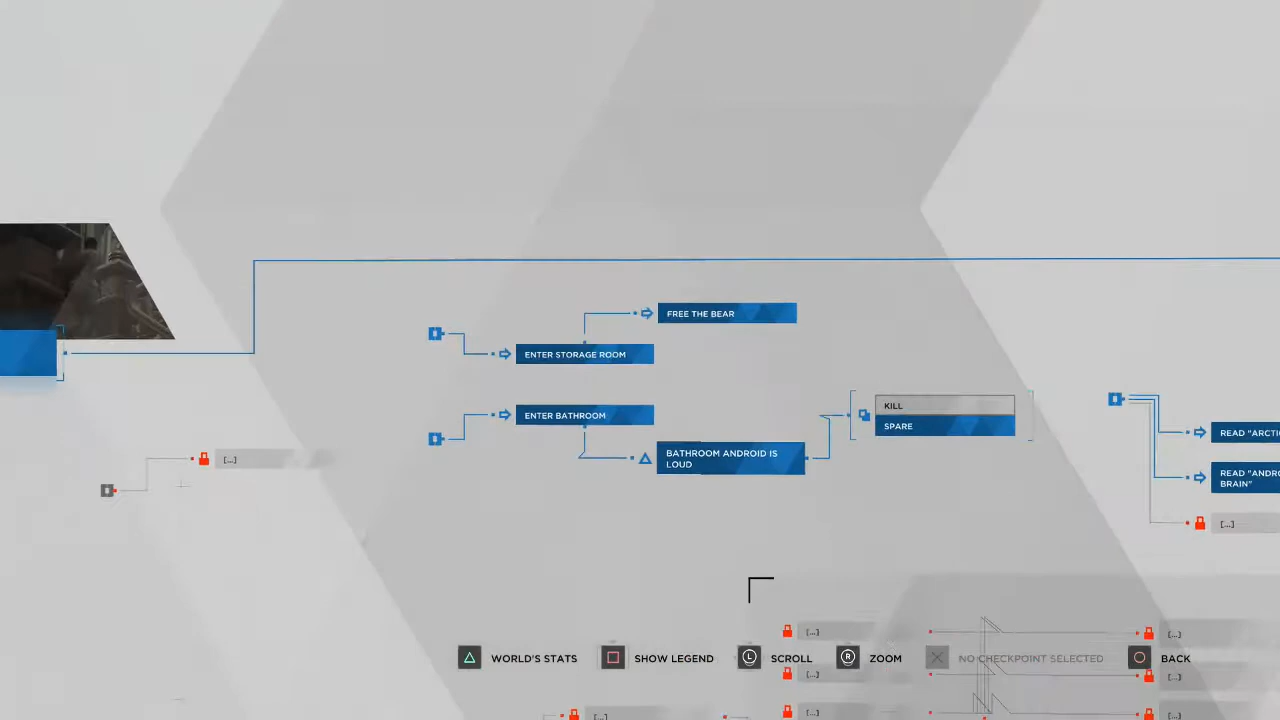 FREE THE BEAR
ENTER STORAGE ROOM
KILL
ENTER BATHROOM
SPARE
BATHROOM ANDROID IS
LOUD
[...]
READ "ARCTI
READ "ANDRO
BRAIN"
[...]
[...]
[...]
WORLD'S STATS
SHOW LEGEND
L
SCROLL
R
ZOOM
NO CHECKPOINT SELECTED
BACK
[...]
[...]
[...]
[...]
[...]